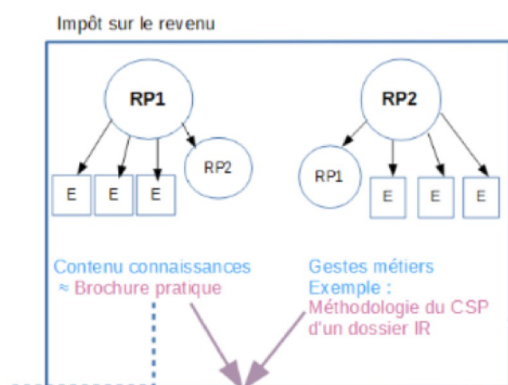 Impôt sur le revenu
RP1
RP2
RP2
RP1
E E E
E E E
Contenu connaissances
≈ Brochure pratique
Gestes métiers
Exemple :
Méthodologie du CSP
d'un dossier IR